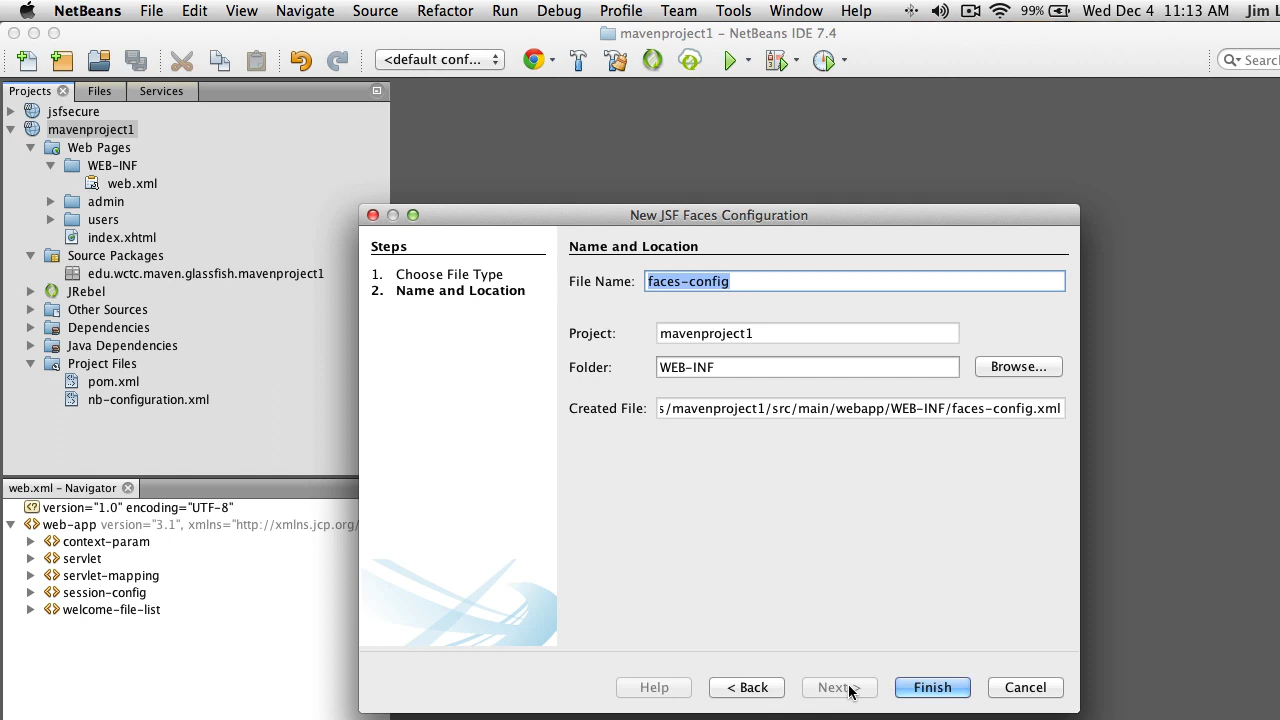 NetBeans File Edit View Navigate Source Refactor Run Debug Profile Team Tools Window Help 99% Wed Dec 4 11:13 AM Jim L
mavenproject1 – NetBeans IDE 7.4
<default conf... Searc
Projects Files Services
jsfsecure
mavenproject1
Web Pages
WEB-INF
web.xml
admin
users
index.xhtml
Source Packages
edu.wctc.maven.glassfish.mavenproject1
JRebel
Other Sources
Dependencies
Java Dependencies
Project Files
pom.xml
nb-configuration.xml
web.xml – Navigator
version="1.0" encoding="UTF-8"
web-app version="3.1", xmlns="http://xmlns.jcp.org/
context-param
servlet
servlet-mapping
session-config
welcome-file-list
New JSF Faces Configuration
Steps
1. Choose File Type
2. Name and Location
Name and Location
File Name: faces-config
Project: mavenproject1
Folder: WEB-INF Browse...
Created File: s/mavenproject1/src/main/webapp/WEB-INF/faces-config.xml
Help < Back Next > Finish Cancel